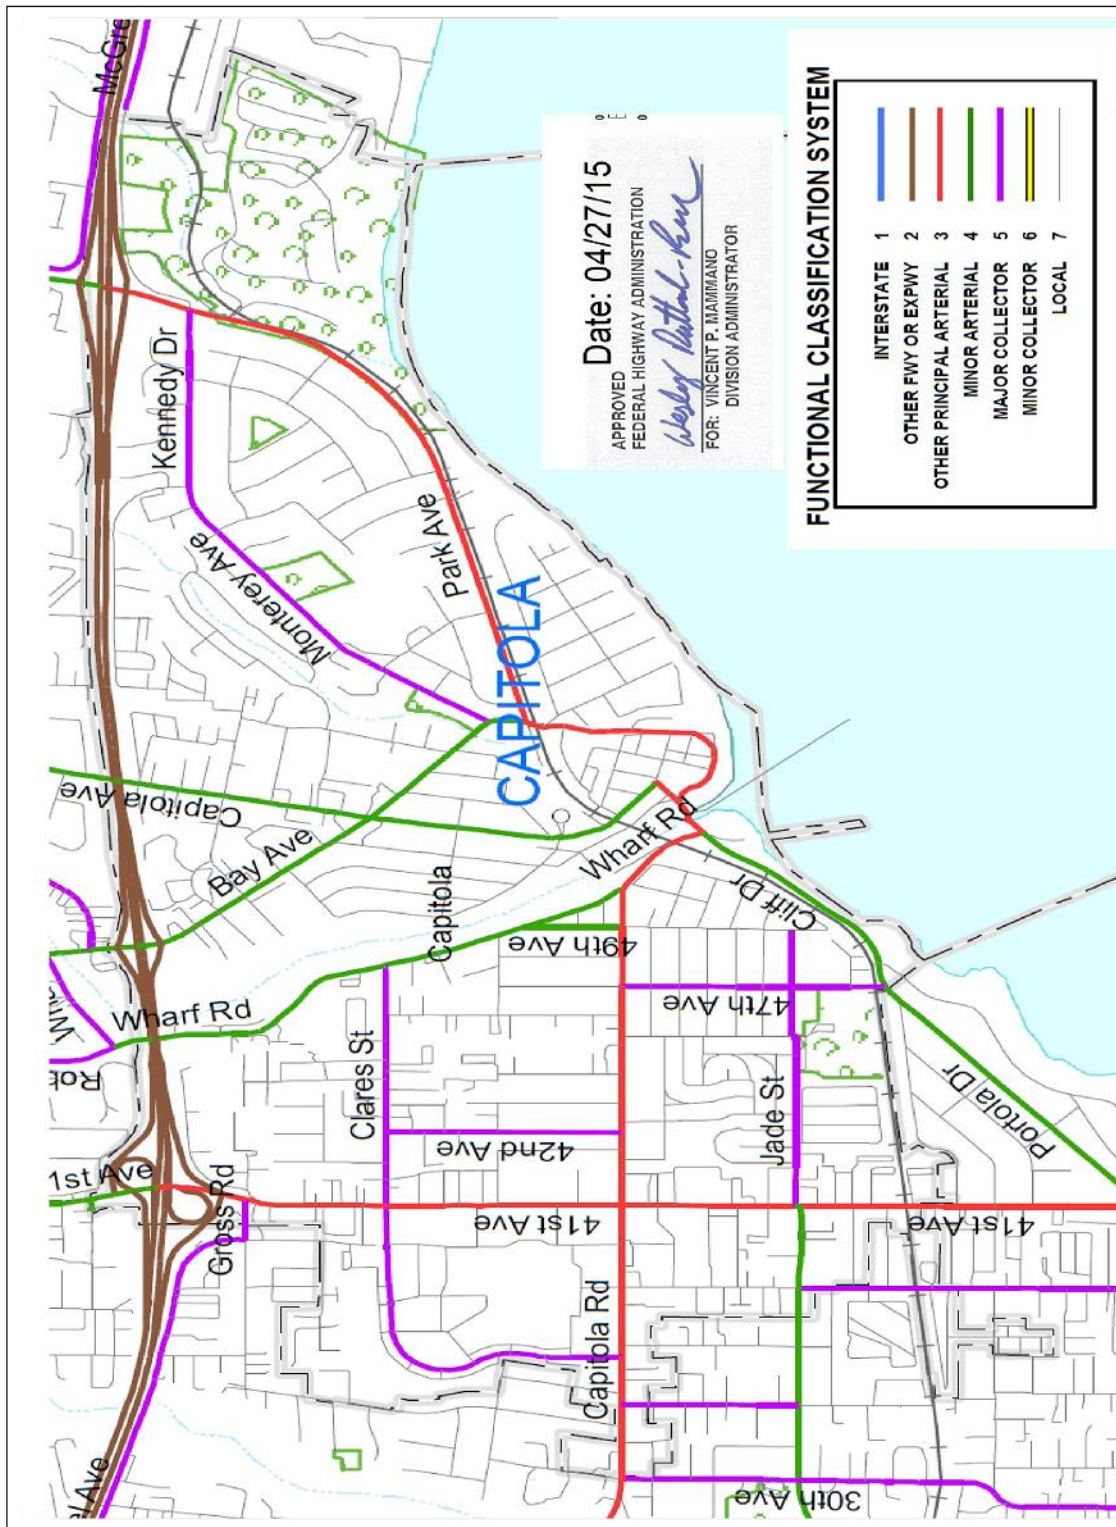 McGre
Kennedy Dr
Monterey Ave
Park Ave
CAPITOLA
Capitola Ave
Bay Ave
Wharf Rd
Capitola
Cliff Dr
49th Ave
47th Ave
Wharf Rd
Rob
Clares St
42nd Ave
Jade St
Portola Dr
1st Ave
Gross Rd
41st Ave
41st Ave
Capitola Rd
30th Ave
el Ave
Date: 04/27/15
APPROVED
FEDERAL HIGHWAY ADMINISTRATION
FOR: VINCENT P. MAMMANO
DIVISION ADMINISTRATOR
FUNCTIONAL CLASSIFICATION SYSTEM
INTERSTATE 1
OTHER FWY OR EXPWY 2
OTHER PRINCIPAL ARTERIAL 3
MINOR ARTERIAL 4
MAJOR COLLECTOR 5
MINOR COLLECTOR 6
LOCAL 7